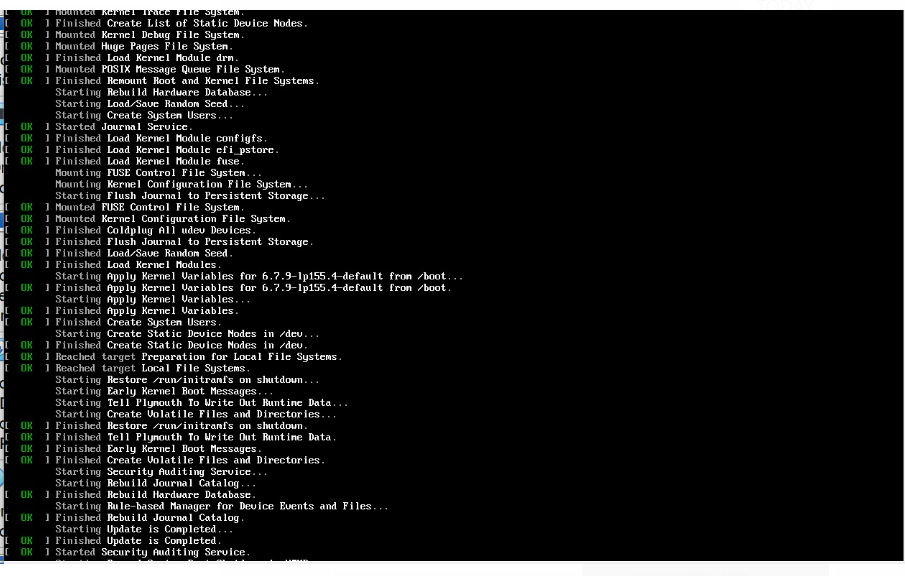 [  OK  ] Mounted Kernel Trace File System.
[  OK  ] Finished Create List of Static Device Nodes.
[  OK  ] Mounted Kernel Debug File System.
[  OK  ] Mounted Huge Pages File System.
[  OK  ] Finished Load Kernel Module drm.
[  OK  ] Mounted POSIX Message Queue File System.
[  OK  ] Finished Remount Root and Kernel File Systems.
Starting Rebuild Hardware Database...
Starting Load/Save Random Seed...
Starting Create System Users...
[  OK  ] Started Journal Service.
[  OK  ] Finished Load Kernel Module configfs.
[  OK  ] Finished Load Kernel Module efi_pstore.
[  OK  ] Finished Load Kernel Module fuse.
Mounting FUSE Control File System...
Mounting Kernel Configuration File System...
Starting Flush Journal to Persistent Storage...
[  OK  ] Mounted FUSE Control File System.
[  OK  ] Mounted Kernel Configuration File System.
[  OK  ] Finished Coldplug All udev Devices.
[  OK  ] Finished Flush Journal to Persistent Storage.
[  OK  ] Finished Load/Save Random Seed.
[  OK  ] Finished Load Kernel Modules.
Starting Apply Kernel Variables for 6.7.9-lp155.4-default from /boot...
[  OK  ] Finished Apply Kernel Variables for 6.7.9-lp155.4-default from /boot.
Starting Apply Kernel Variables...
[  OK  ] Finished Apply Kernel Variables.
[  OK  ] Finished Create System Users.
Starting Create Static Device Nodes in /dev...
[  OK  ] Finished Create Static Device Nodes in /dev.
[  OK  ] Reached target Preparation for Local File Systems.
[  OK  ] Reached target Local File Systems.
Starting Restore /run/initramfs on shutdown...
Starting Early Kernel Boot Messages...
Starting Tell Plymouth To Write Out Runtime Data...
Starting Create Volatile Files and Directories...
[  OK  ] Finished Restore /run/initramfs on shutdown.
[  OK  ] Finished Tell Plymouth To Write Out Runtime Data.
[  OK  ] Finished Early Kernel Boot Messages.
[  OK  ] Finished Create Volatile Files and Directories.
Starting Security Auditing Service...
Starting Rebuild Journal Catalog...
[  OK  ] Finished Rebuild Hardware Database.
Starting Rule-based Manager for Device Events and Files...
[  OK  ] Finished Rebuild Journal Catalog.
Starting Update is Completed...
[  OK  ] Finished Update is Completed.
[  OK  ] Started Security Auditing Service.